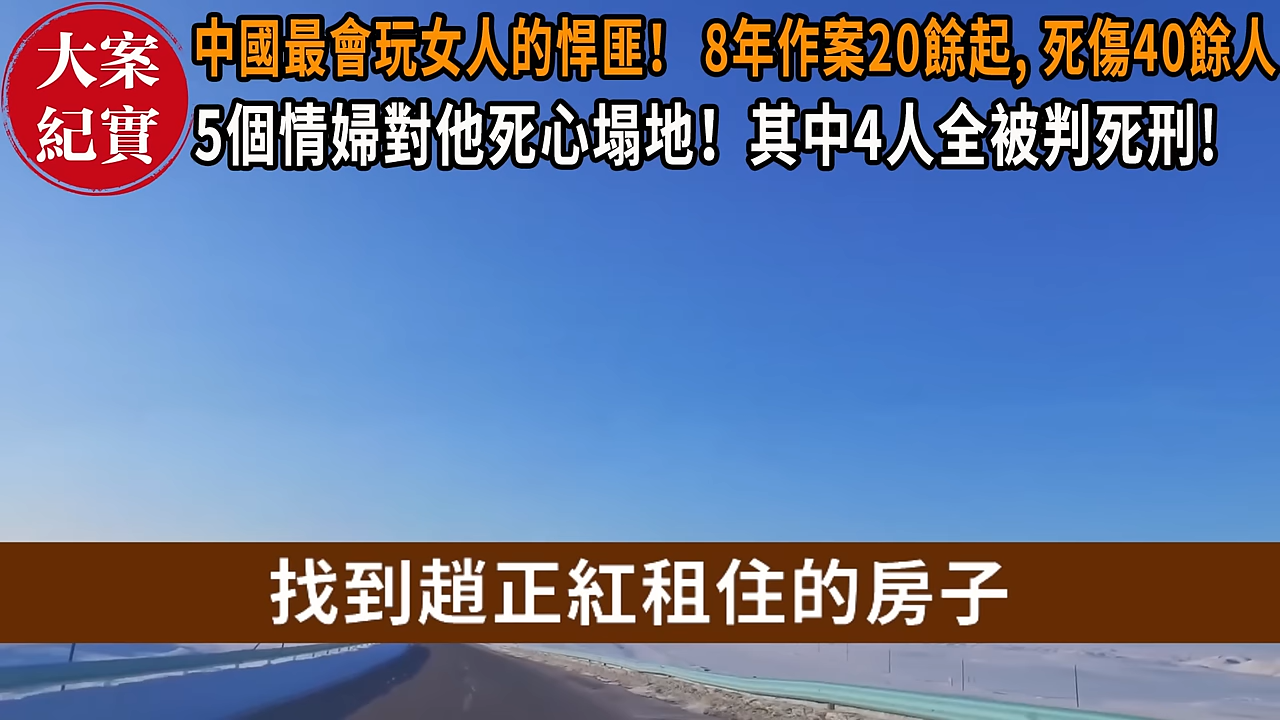 大案
紀實
中國最會玩女人的悍匪! 8年作案20餘起, 死傷40餘人
5個情婦對他死心塌地! 其中4人全被判死刑!
找到趙正紅租住的房子